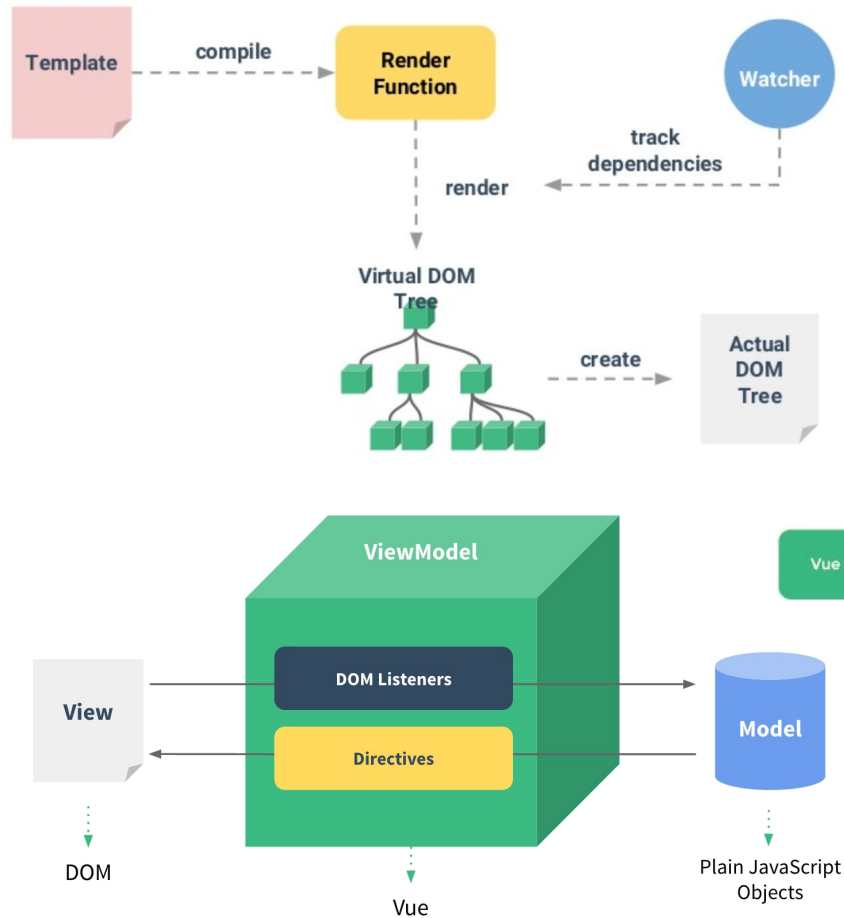 Template
compile
Render
Function
Watcher
track
dependencies
render
Virtual DOM
Tree
create
Actual
DOM
Tree
ViewModel
Vue
DOM Listeners
View
Model
Directives
DOM
Vue
Plain JavaScript
Objects